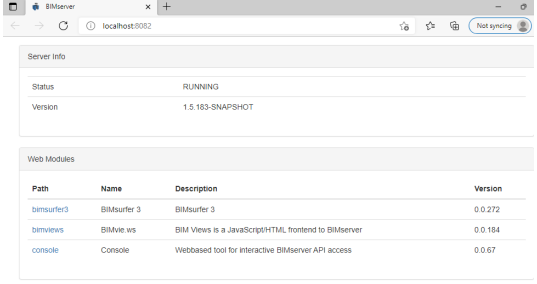 BIMserver
localhost:8082
Not syncing
Server Info
Status RUNNING
Version 1.5.183-SNAPSHOT
Web Modules
Path Name Description Version
bimsurfer3 BIMsurfer 3 BIMsurfer 3 0.0.272
bimviews BIMvie.ws BIM Views is a JavaScript/HTML frontend to BIMserver 0.0.184
console Console Webbased tool for interactive BIMserver API access 0.0.67